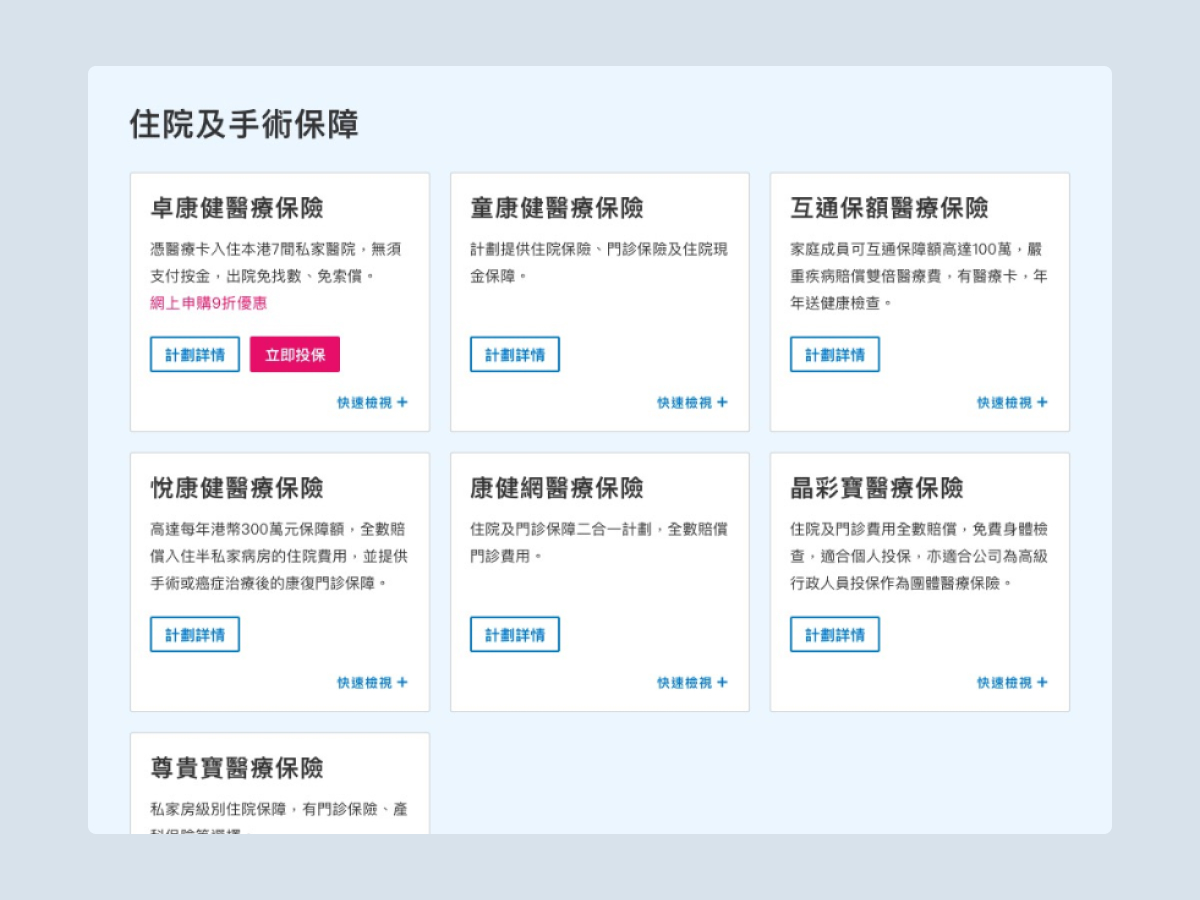 住院及手術保障
卓康健醫療保險
憑醫療卡入住本港7間私家醫院，無須
支付按金，出院免找數、免索償。
網上申購9折優惠
計劃詳情
立即投保
快速檢視 +
童康健醫療保險
計劃提供住院保險、門診保險及住院現
金保障。
計劃詳情
快速檢視 +
互通保額醫療保險
家庭成員可互通保障額高達100萬，嚴
重疾病賠償雙倍醫療費，有醫療卡，年
年送健康檢查。
計劃詳情
快速檢視 +
悅康健醫療保險
高達每年港幣300萬元保障額，全數賠
償入住半私家病房的住院費用，並提供
手術或癌症治療後的康復門診保障。
計劃詳情
快速檢視 +
康健網醫療保險
住院及門診保障二合一計劃，全數賠償
門診費用。
計劃詳情
快速檢視 +
晶彩寶醫療保險
住院及門診費用全數賠償，免費身體檢
查，適合個人投保，亦適合公司為高級
行政人員投保作為團體醫療保險。
計劃詳情
快速檢視 +
尊貴寶醫療保險
私家房級別住院保障，有門診保險、產